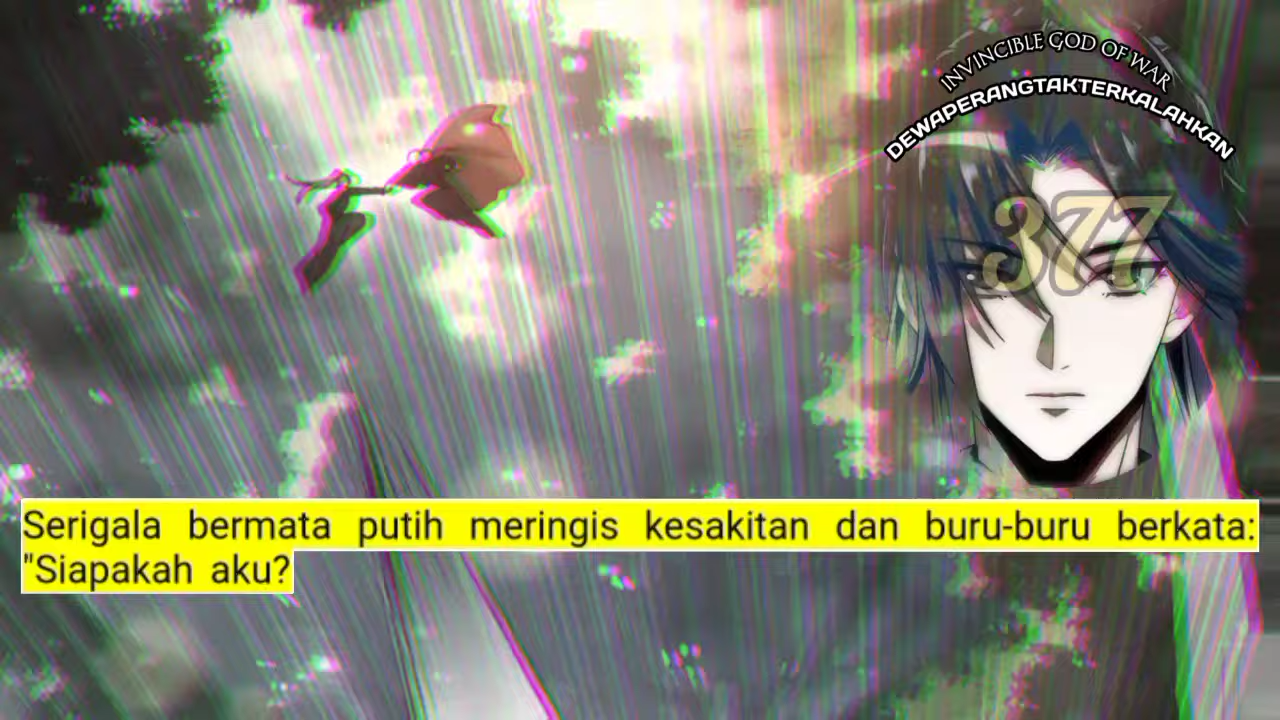 INVINCIBLE GOD OF WAR
DEWAPERANGTAKTERKALAHKAN
377
Serigala bermata putih meringis kesakitan dan buru-buru berkata:
"Siapakah aku?